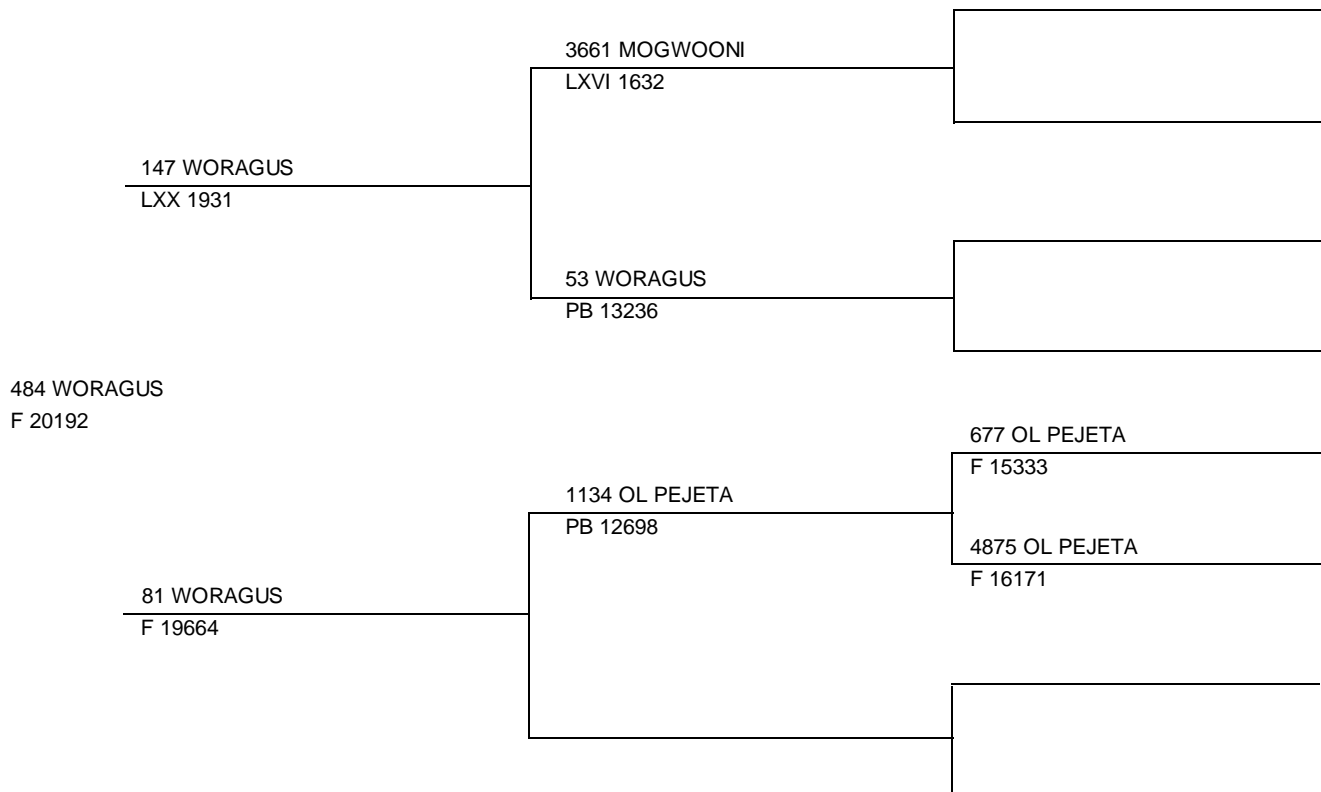 3661 MOGWOONI
LXVI 1632
147 WORAGUS
LXX 1931
53 WORAGUS
PB 13236
484 WORAGUS
F 20192
677 OL PEJETA
F 15333
1134 OL PEJETA
PB 12698
4875 OL PEJETA
F 16171
81 WORAGUS
F 19664